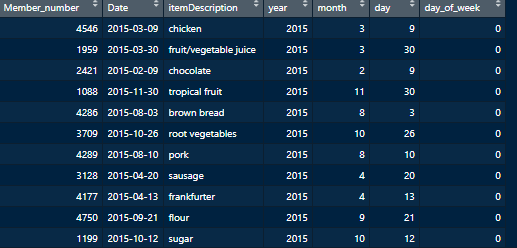 Member_number Date itemDescription year month day day_of_week
4546 2015-03-09 chicken 2015 3 9 0
1959 2015-03-30 fruit/vegetable juice 2015 3 30 0
2421 2015-02-09 chocolate 2015 2 9 0
1088 2015-11-30 tropical fruit 2015 11 30 0
4286 2015-08-03 brown bread 2015 8 3 0
3709 2015-10-26 root vegetables 2015 10 26 0
4289 2015-08-10 pork 2015 8 10 0
3128 2015-04-20 sausage 2015 4 20 0
4177 2015-04-13 frankfurter 2015 4 13 0
4750 2015-09-21 flour 2015 9 21 0
1199 2015-10-12 sugar 2015 10 12 0